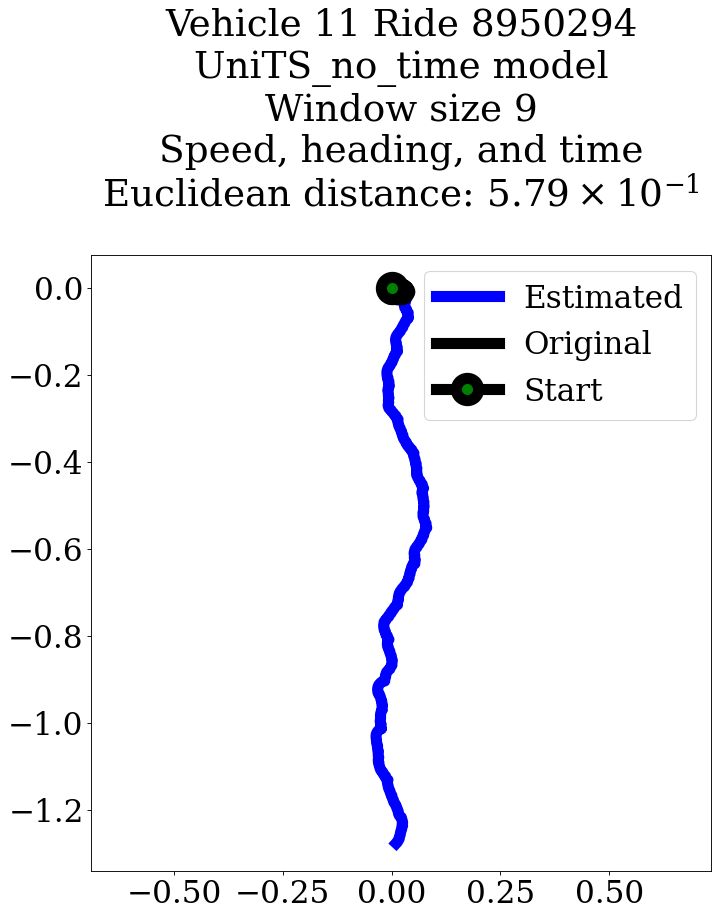 Vehicle 11 Ride 8950294
UniTS_no_time model
Window size 9
Speed, heading, and time
Euclidean distance: 5.79 × 10⁻¹
Estimated
Original
Start
0.0
−0.2
−0.4
−0.6
−0.8
−1.0
−1.2
−0.50 −0.25 0.00 0.25 0.50